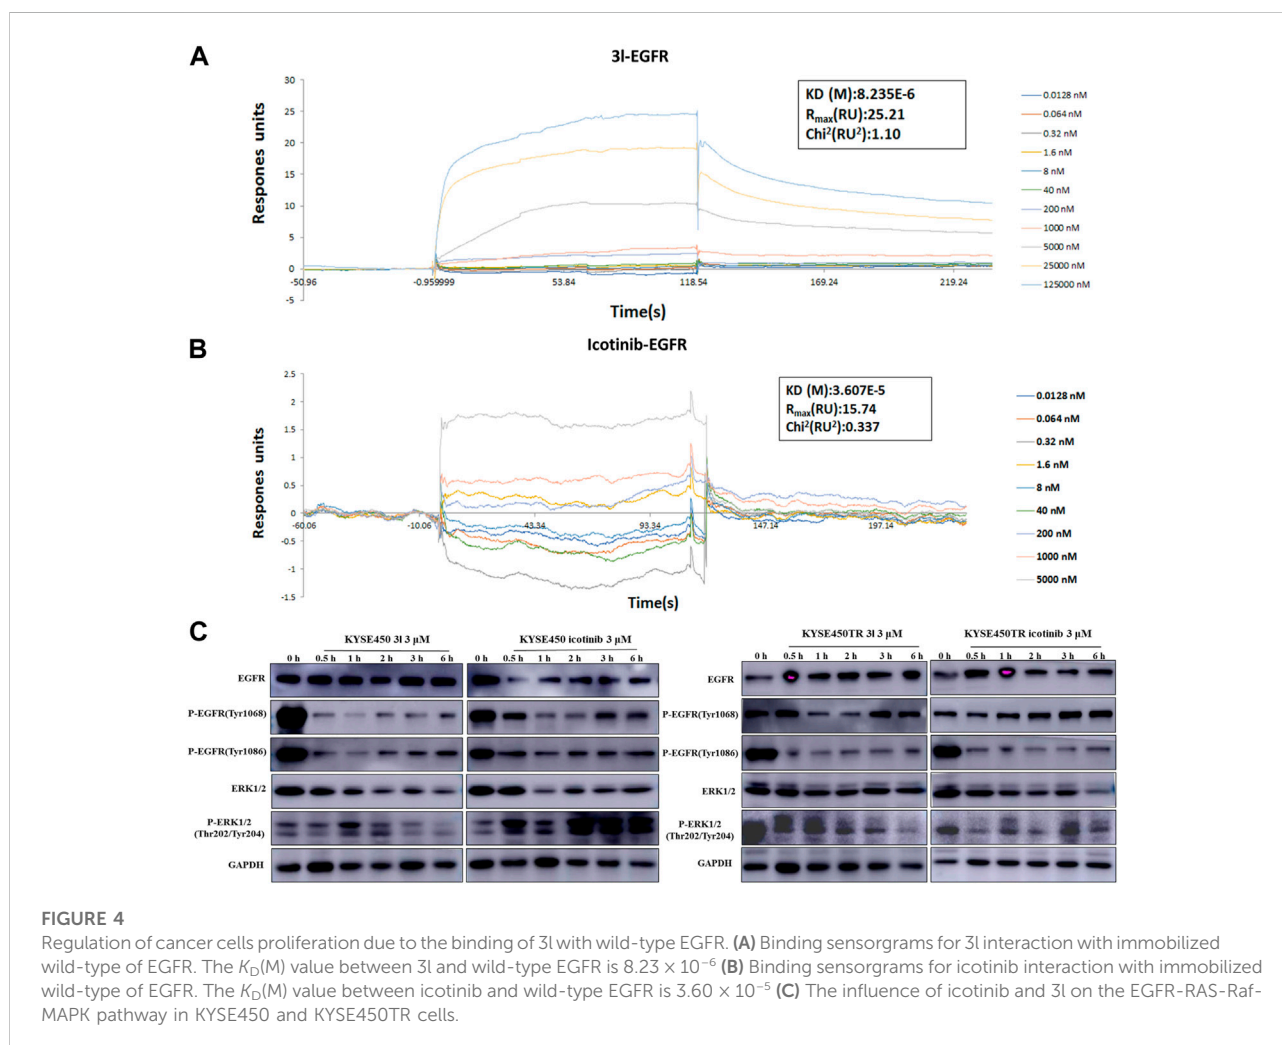 A
3l-EGFR
KD (M):8.235E-6
Rmax(RU):25.21
Chi²(RU²):1.10
Respones units
30
25
20
15
10
5
0
-5
-50.96
-0.959999
53.84
118.54
169.24
219.24
Time(s)
0.0128 nM
0.064 nM
0.32 nM
1.6 nM
8 nM
40 nM
200 nM
1000 nM
5000 nM
25000 nM
125000 nM
B
Icotinib-EGFR
KD (M):3.607E-5
Rmax(RU):15.74
Chi²(RU²):0.337
Respones units
2.5
2
1.5
1
0.5
0
-0.5
-1
-1.5
-60.06
-10.06
43.34
93.34
147.14
197.14
Time(s)
0.0128 nM
0.064 nM
0.32 nM
1.6 nM
8 nM
40 nM
200 nM
1000 nM
5000 nM
C
KYSE450 3l 3 μM
KYSE450 icotinib 3 μM
0 h 0.5 h 1 h 2 h 3 h 6 h
0 h 0.5 h 1 h 2 h 3 h 6 h
EGFR
P-EGFR(Tyr1068)
P-EGFR(Tyr1086)
ERK1/2
P-ERK1/2
(Thr202/Tyr204)
GAPDH
KYSE450TR 3l 3 μM
KYSE450TR icotinib 3 μM
0 h 0.5 h 1 h 2 h 3 h 6 h
0 h 0.5 h 1 h 2 h 3 h 6 h
EGFR
P-EGFR(Tyr1068)
P-EGFR(Tyr1086)
ERK1/2
P-ERK1/2
(Thr202/Tyr204)
GAPDH
FIGURE 4
Regulation of cancer cells proliferation due to the binding of 3l with wild-type EGFR. (A) Binding sensorgrams for 3l interaction with immobilized
wild-type of EGFR. The KD(M) value between 3l and wild-type EGFR is 8.23 × 10⁻⁶ (B) Binding sensorgrams for icotinib interaction with immobilized
wild-type of EGFR. The KD(M) value between icotinib and wild-type EGFR is 3.60 × 10⁻⁵ (C) The influence of icotinib and 3l on the EGFR-RAS-Raf-
MAPK pathway in KYSE450 and KYSE450TR cells.